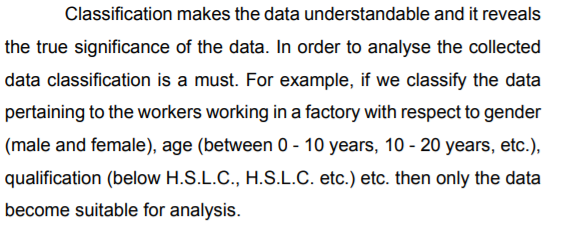 Classification makes the data understandable and it reveals
the true significance of the data. In order to analyse the collected
data classification is a must. For example, if we classify the data
pertaining to the workers working in a factory with respect to gender
(male and female), age (between 0 - 10 years, 10 - 20 years, etc.),
qualification (below H.S.L.C., H.S.L.C. etc.) etc. then only the data
become suitable for analysis.